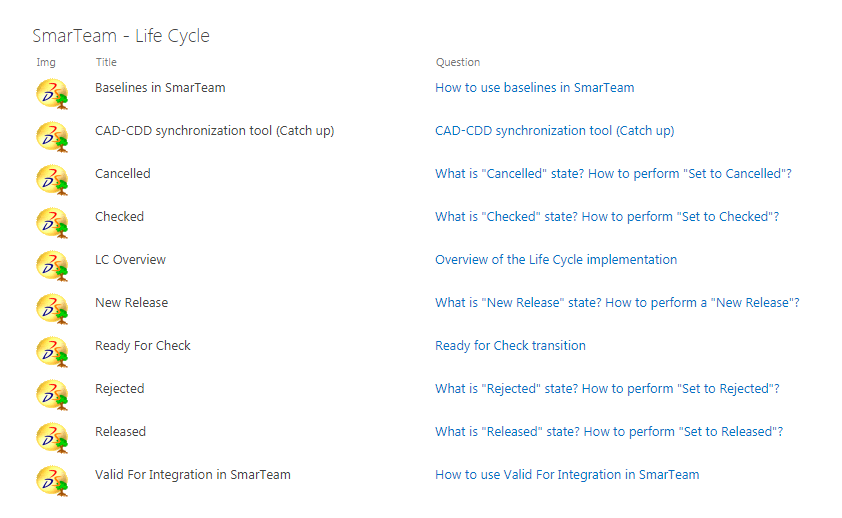 SmarTeam - Life Cycle
Img Title Question
Baselines in SmarTeam How to use baselines in SmarTeam
CAD-CDD synchronization tool (Catch up) CAD-CDD synchronization tool (Catch up)
Cancelled What is "Cancelled" state? How to perform "Set to Cancelled"?
Checked What is "Checked" state? How to perform "Set to Checked"?
LC Overview Overview of the Life Cycle implementation
New Release What is "New Release" state? How to perform a "New Release"?
Ready For Check Ready for Check transition
Rejected What is "Rejected" state? How to perform "Set to Rejected"?
Released What is "Released" state? How to perform "Set to Released"?
Valid For Integration in SmarTeam How to use Valid For Integration in SmarTeam